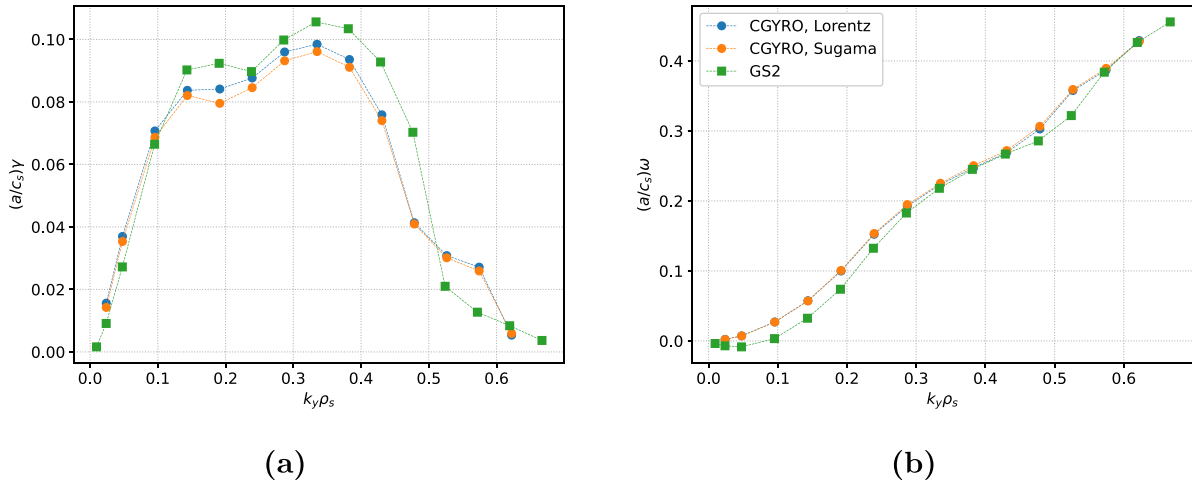 0.10
0.08
0.06
0.04
0.02
0.00
(a/c_s)γ
0.0 0.1 0.2 0.3 0.4 0.5 0.6
k_yρ_s
(a)
CGYRO, Lorentz
CGYRO, Sugama
GS2
0.4
0.3
0.2
0.1
0.0
(a/c_s)ω
0.0 0.1 0.2 0.3 0.4 0.5 0.6
k_yρ_s
(b)